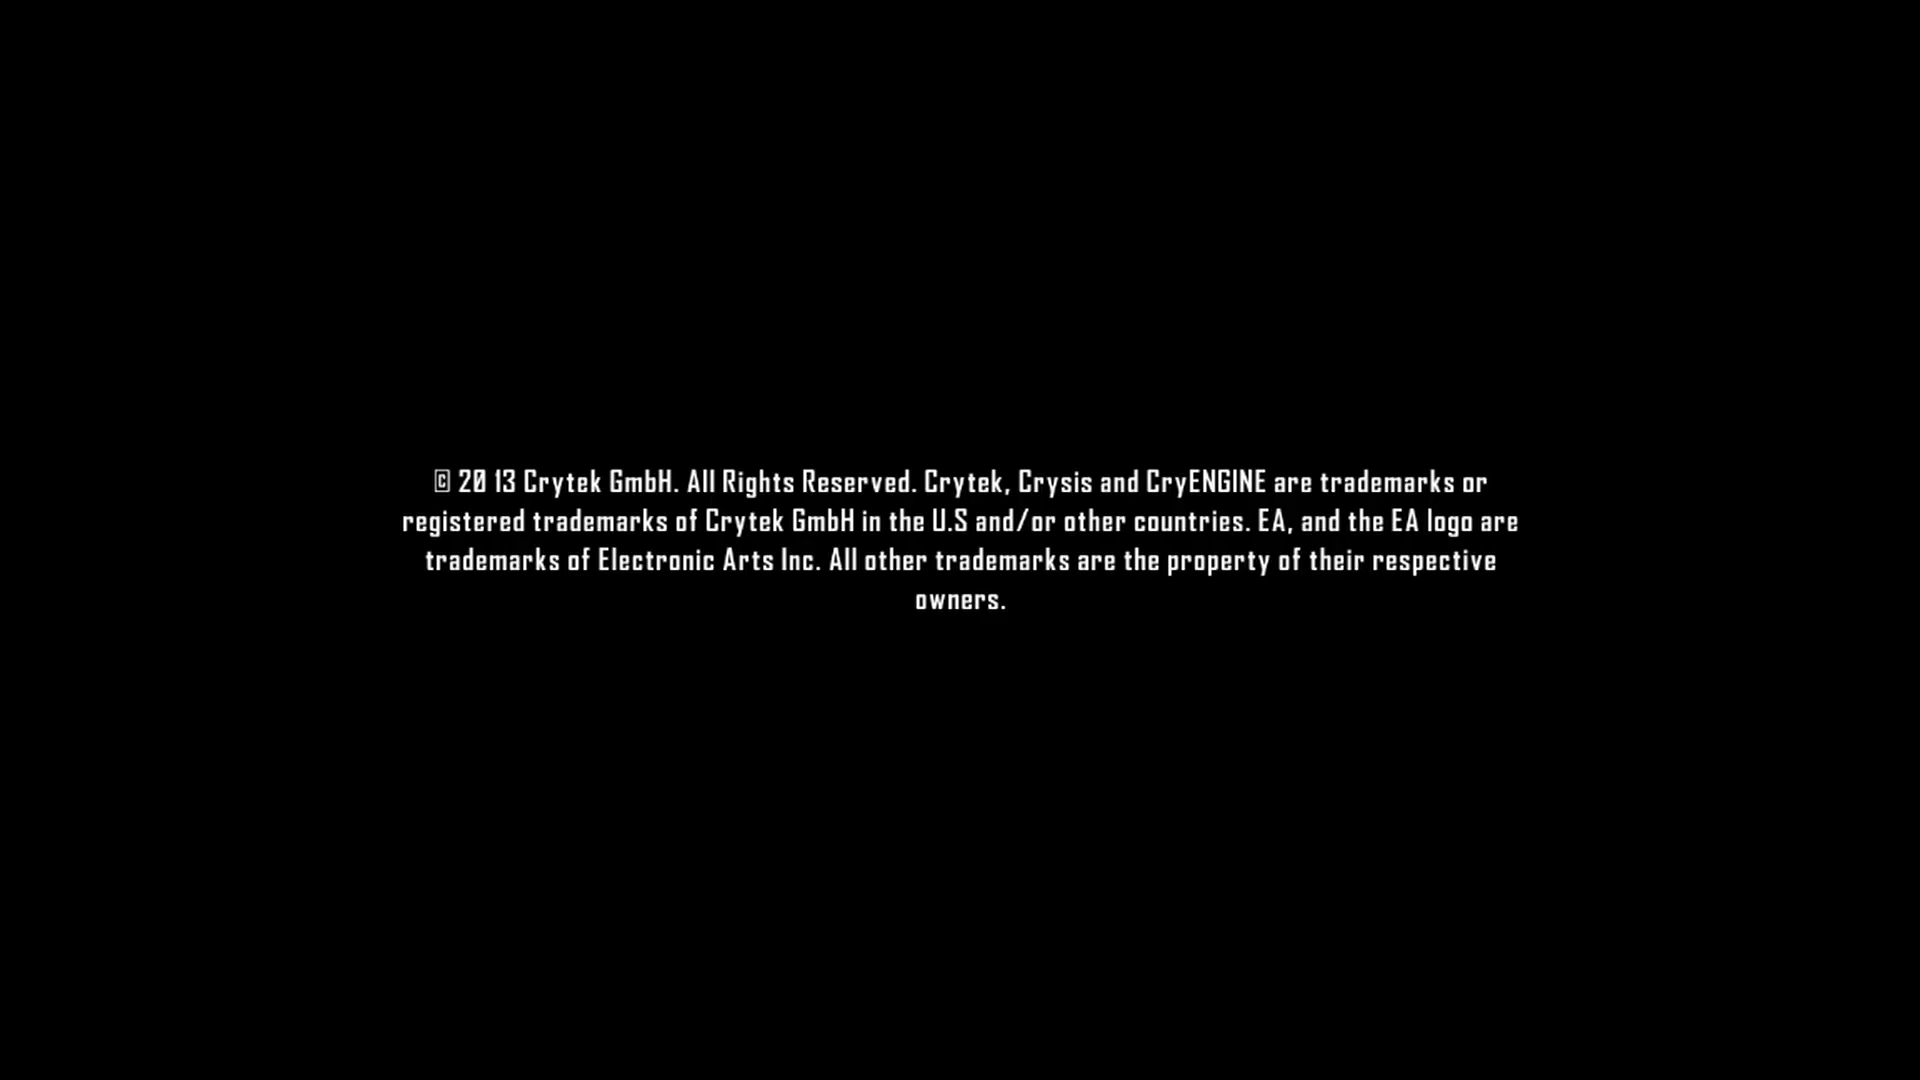 © 2013 Crytek GmbH. All Rights Reserved. Crytek, Crysis and CryENGINE are trademarks or
registered trademarks of Crytek GmbH in the U.S and/or other countries. EA, and the EA logo are
trademarks of Electronic Arts Inc. All other trademarks are the property of their respective
owners.